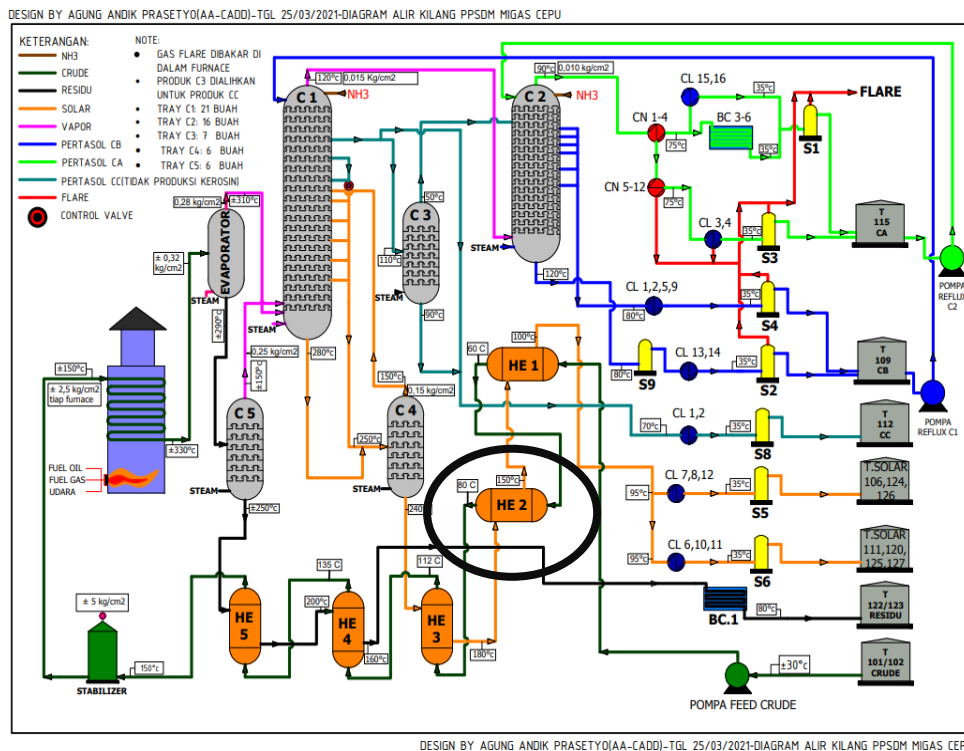 DESIGN BY AGUNG ANDIK PRASETYO(AA-CADD)-TGL 25/03/2021-DIAGRAM ALIR KILANG PPSDM MIGAS CEPU
KETERANGAN:
NH3
CRUDE
RESIDU
SOLAR
VAPOR
PERTASOL CB
PERTASOL CA
PERTASOL CC(TIDAK PRODUKSI KEROSIN)
FLARE
CONTROL VALVE
NOTE:
• GAS FLARE DIBAKAR DI
DALAM FURNACE
• PRODUK C3 DIALIHKAN
UNTUK PRODUK CC
• TRAY C1: 21 BUAH
• TRAY C2: 16 BUAH
• TRAY C3: 7 BUAH
• TRAY C4: 6 BUAH
• TRAY C5: 6 BUAH
120°c
0,015 Kg/cm2
C 1
NH3
90°c
0,010 kg/cm2
C 2
NH3
CL 15,16
35°c
FLARE
CN 1-4
75°c
BC 3-6
35°c
S1
CN 5-12
75°c
CL 3,4
35°c
S3
T
115
CA
POMPA
REFLUX
C2
0,28 kg/cm2
±310°c
EVAPORATOR
± 0,32
kg/cm2
STEAM
±290°c
STEAM
50°c
C 3
110°c
STEAM
90°c
STEAM
120°c
CL 1,2,5,9
80°c
35°c
S4
T
109
CB
POMPA
REFLUX C1
S9
80°c
CL 13,14
35°c
S2
±150°c
± 2,5 kg/cm2
tiap furnace
±330°c
FUEL OIL
FUEL GAS
UDARA
0,25 kg/cm2
±150°c
C 5
STEAM
±250°c
280°c
150°c
0,15 kg/cm2
C 4
250°c
STEAM
240
60 C
100°c
HE 1
80 C
150°c
HE 2
CL 1,2
70°c
35°c
S8
T
112
CC
CL 7,8,12
95°c
35°c
S5
T.SOLAR
106,124,
126
CL 6,10,11
95°c
35°c
S6
T.SOLAR
111,120,
125,127
BC.1
80°c
T
122/123
RESIDU
± 5 kg/cm2
STABILIZER
150°c
HE
5
200°c
135 C
HE
4
160°c
112 C
HE
3
180°c
POMPA FEED CRUDE
±30°c
T
101/102
CRUDE
DESIGN BY AGUNG ANDIK PRASETYO(AA-CADD)-TGL 25/03/2021-DIAGRAM ALIR KILANG PPSDM MIGAS CEP